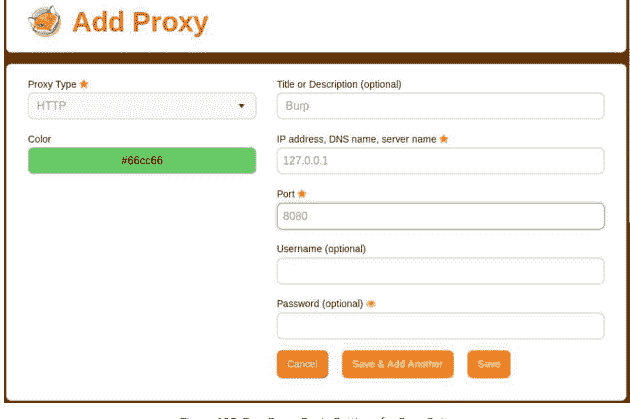 Add Proxy
Proxy Type
HTTP
Color
#66cc66
Title or Description (optional)
Burp
IP address, DNS name, server name
127.0.0.1
Port
8080
Username (optional)
Password (optional)
Cancel
Save & Add Another
Save